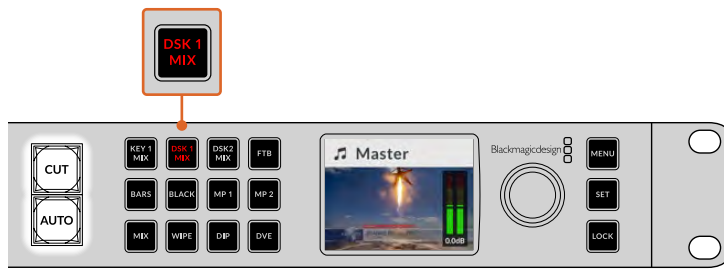 DSK 1
MIX
CUT
AUTO
KEY 1
MIX
DSK 1
MIX
DSK2
MIX
FTB
BARS
BLACK
MP 1
MP 2
MIX
WIPE
DIP
DVE
Master
0.0dB
Blackmagicdesign
MENU
SET
LOCK